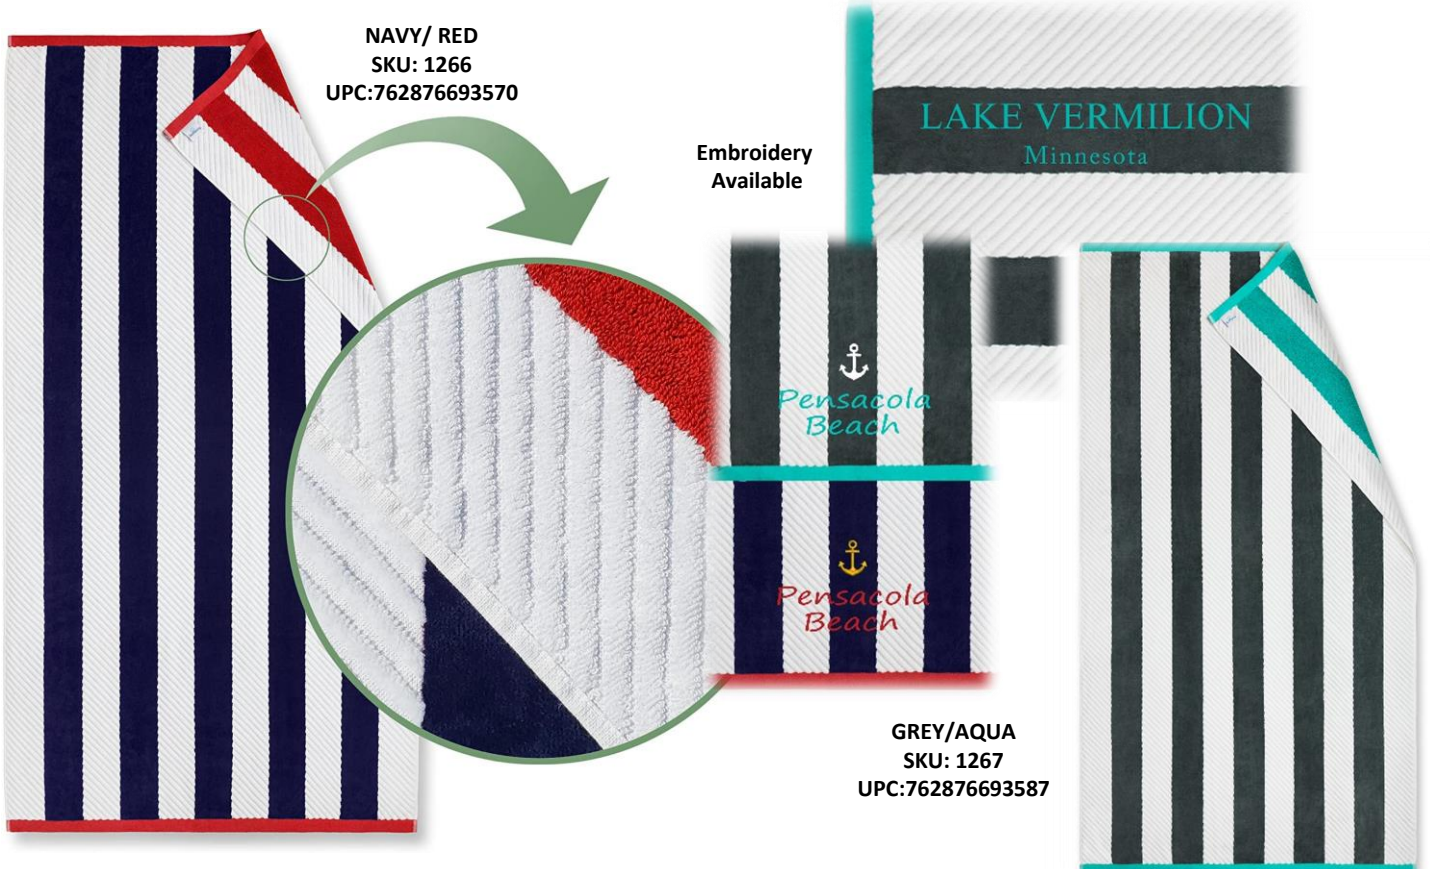 NAVY/ RED
SKU: 1266
UPC:762876693570
Embroidery
Available
LAKE VERMILION
Minnesota
Pensacola
Beach
Pensacola
Beach
GREY/AQUA
SKU: 1267
UPC:762876693587